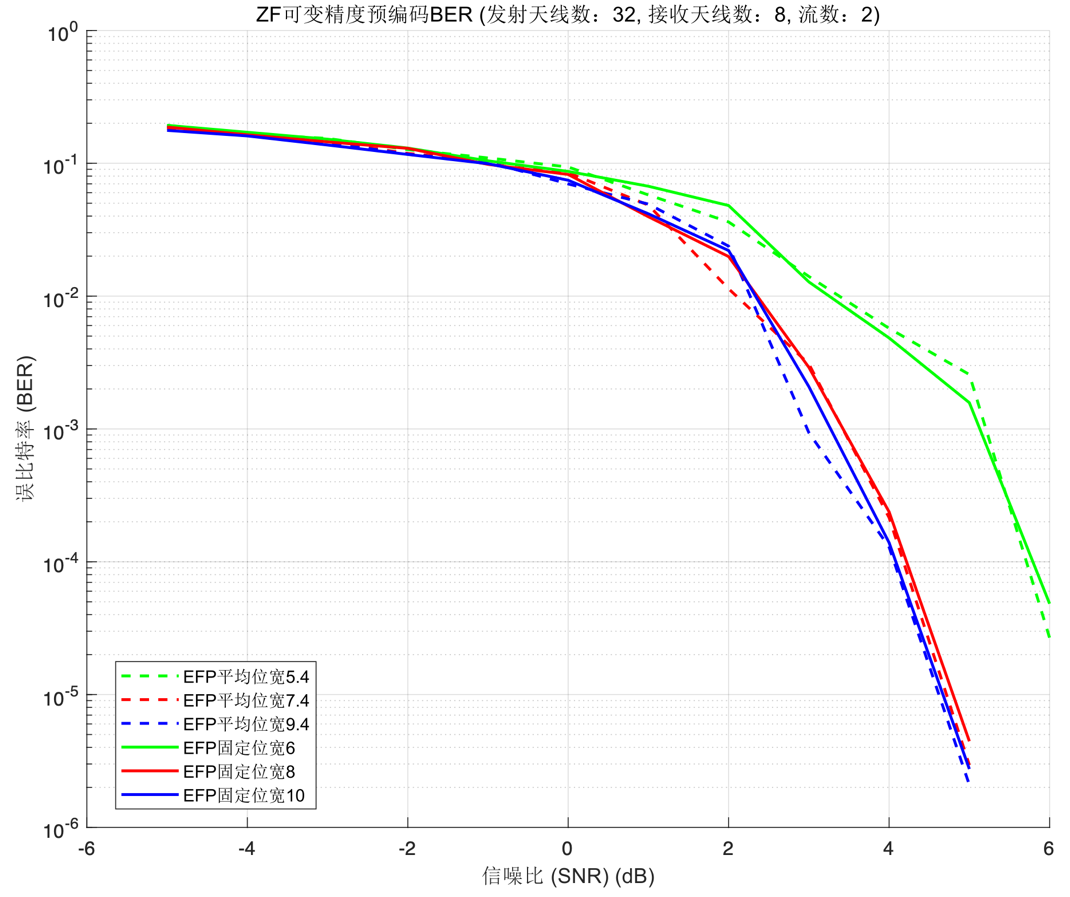 ZF可变精度预编码BER (发射天线数：32, 接收天线数：8, 流数：2)
10^0
10^-1
10^-2
10^-3
10^-4
10^-5
10^-6
误比特率 (BER)
EFP平均位宽5.4
EFP平均位宽7.4
EFP平均位宽9.4
EFP固定位宽6
EFP固定位宽8
EFP固定位宽10
-6 -4 -2 0 2 4 6
信噪比 (SNR) (dB)